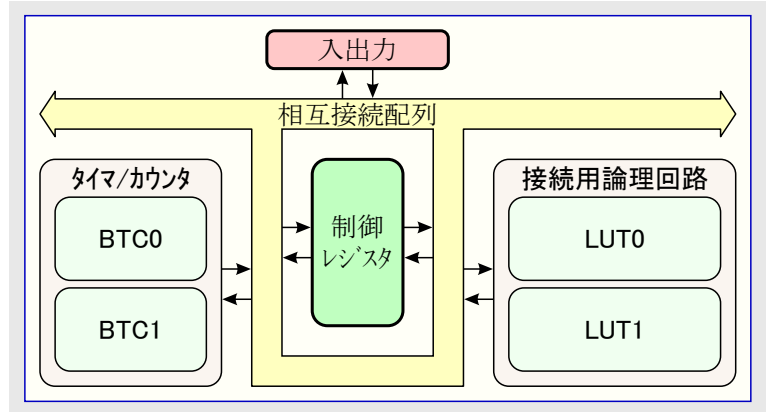 入出力
相互接続配列
ﾀｲﾏ/ｶｳﾝﾀ
BTC0
BTC1
制御
ﾚｼﾞｽﾀ
接続用論理回路
LUT0
LUT1